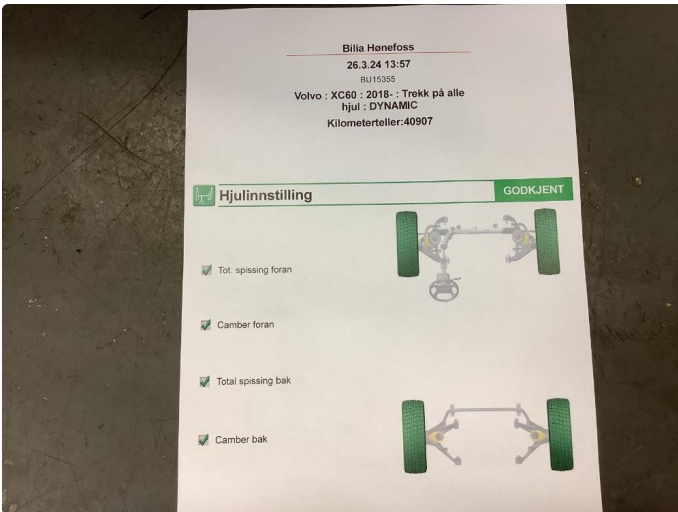 Bilia Hønefoss
26.3.24 13:57
BU15355
Volvo : XC60 : 2018- : Trekk på alle
hjul : DYNAMIC
Kilometerteller:40907
Hjulinnstilling
GODKJENT
Tot. spissing foran
Camber foran
Total spissing bak
Camber bak